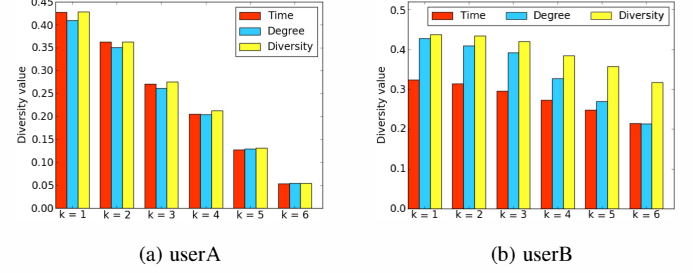 0.45
0.40
0.35
0.30
0.25
0.20
0.15
0.10
0.05
0.00
Diversity value
Time
Degree
Diversity
k = 1 k = 2 k = 3 k = 4 k = 5 k = 6
(a) userA
0.5
0.4
0.3
0.2
0.1
0.0
Diversity value
Time Degree Diversity
k = 1 k = 2 k = 3 k = 4 k = 5 k = 6
(b) userB